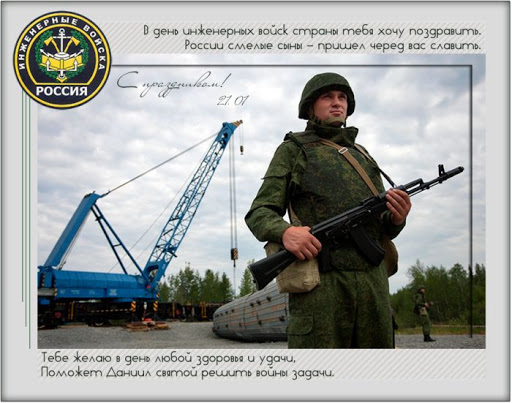 В день инженерных войск страны тебя хочу поздравить.
России смелые сыны – пришел черед вас славить.
ИНЖЕНЕРНЫЕ ВОЙСКА
РОССИЯ
С праздником!
21.01
Тебе желаю в день любой здоровья и удачи,
Поможет Даниил святой решить войны задачи.